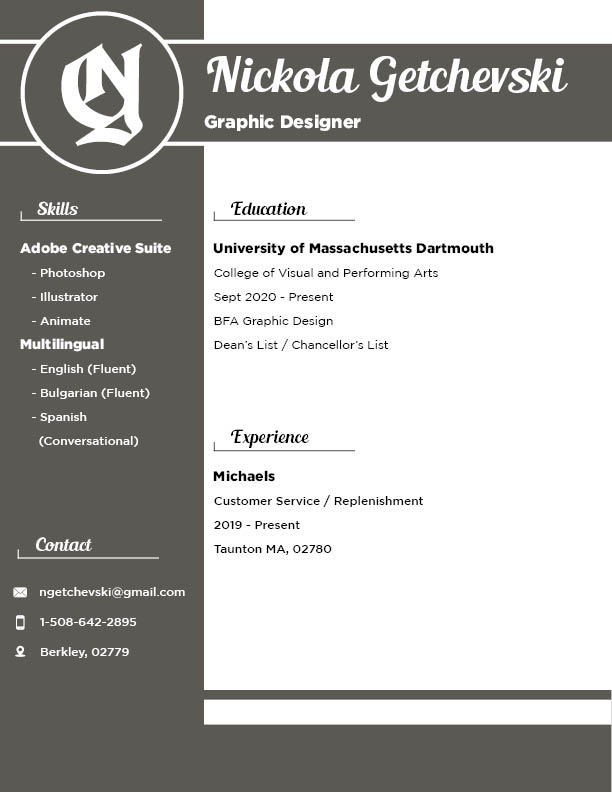 NG
Nickola Getchevski
Graphic Designer
Skills
Adobe Creative Suite
- Photoshop
- Illustrator
- Animate
Multilingual
- English (Fluent)
- Bulgarian (Fluent)
- Spanish
(Conversational)
Contact
ngetchevski@gmail.com
1-508-642-2895
Berkley, 02779
Education
University of Massachusetts Dartmouth
College of Visual and Performing Arts
Sept 2020 - Present
BFA Graphic Design
Dean's List / Chancellor's List
Experience
Michaels
Customer Service / Replenishment
2019 - Present
Taunton MA, 02780